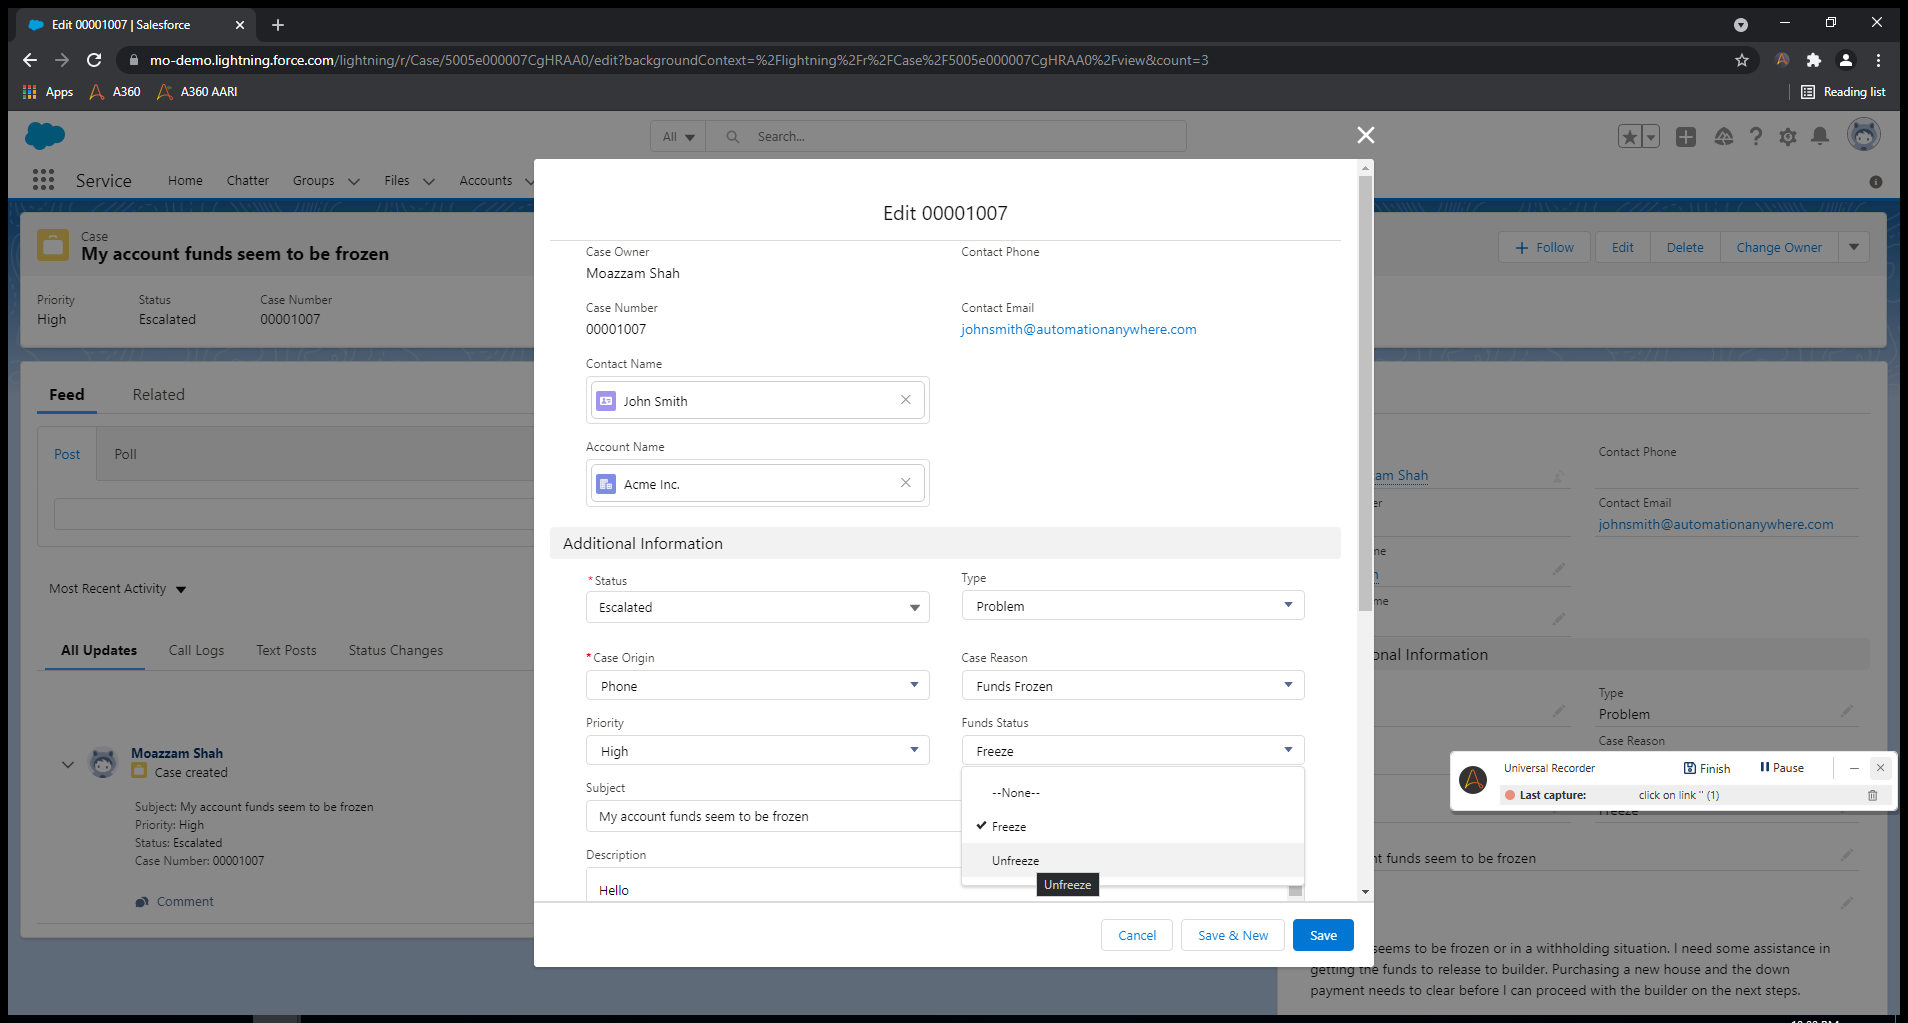 Edit 00001007 | Salesforce
mo-demo.lightning.force.com/lightning/r/Case/5005e000007CgHRAA0/edit?backgroundContext=%2Flightning%2Fr%2FCase%2F5005e000007CgHRAA0%2Fview&count=3
Apps A360 A360 AARI Reading list
All Search...
Service Home Chatter Groups Files Accounts
Case
My account funds seem to be frozen
Follow Edit Delete Change Owner
Priority Status Case Number
High Escalated 00001007
Feed Related
Post Poll
Most Recent Activity
All Updates Call Logs Text Posts Status Changes
Moazzam Shah
Case created
Subject: My account funds seem to be frozen
Priority: High
Status: Escalated
Case Number: 00001007
Comment
Edit 00001007
Case Owner Contact Phone
Moazzam Shah
Case Number Contact Email
00001007 johnsmith@automationanywhere.com
Contact Name
John Smith
Account Name
Acme Inc.
Additional Information
*Status Type
Escalated Problem
*Case Origin Case Reason
Phone Funds Frozen
Priority Funds Status
High Freeze
--None--
Freeze
Unfreeze
Unfreeze
Subject
My account funds seem to be frozen
Description
Hello
Cancel Save & New Save
Contact Phone
am Shah
Contact Email
johnsmith@automationanywhere.com
onal Information
Type
Problem
Case Reason
Universal Recorder Finish Pause
Last capture: click on link '' (1)
Freeze
funds seem to be frozen
seems to be frozen or in a withholding situation. I need some assistance in
getting the funds to release to builder. Purchasing a new house and the down
payment needs to clear before I can proceed with the builder on the next steps.